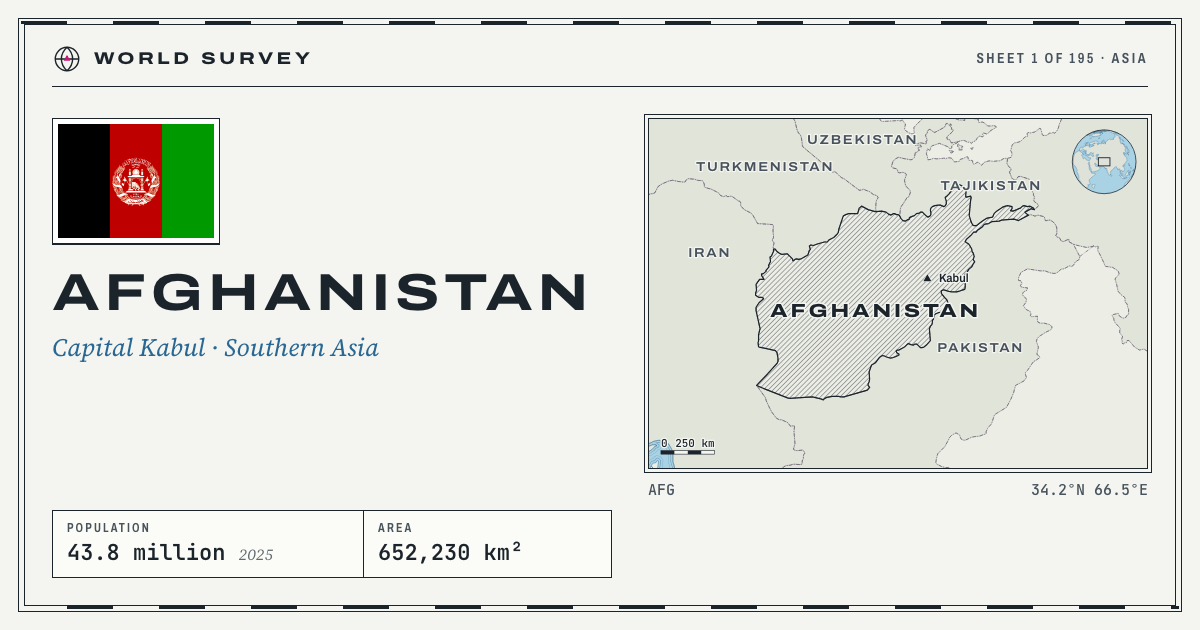 WORLD SURVEY
SHEET 1 OF 195 · ASIA
AFGHANISTAN
Capital Kabul · Southern Asia
POPULATION
43.8 million 2025
AREA
652,230 km²
UZBEKISTAN
TURKMENISTAN
TAJIKISTAN
IRAN
Kabul
AFGHANISTAN
PAKISTAN
0 250 km
AFG
34.2°N 66.5°E